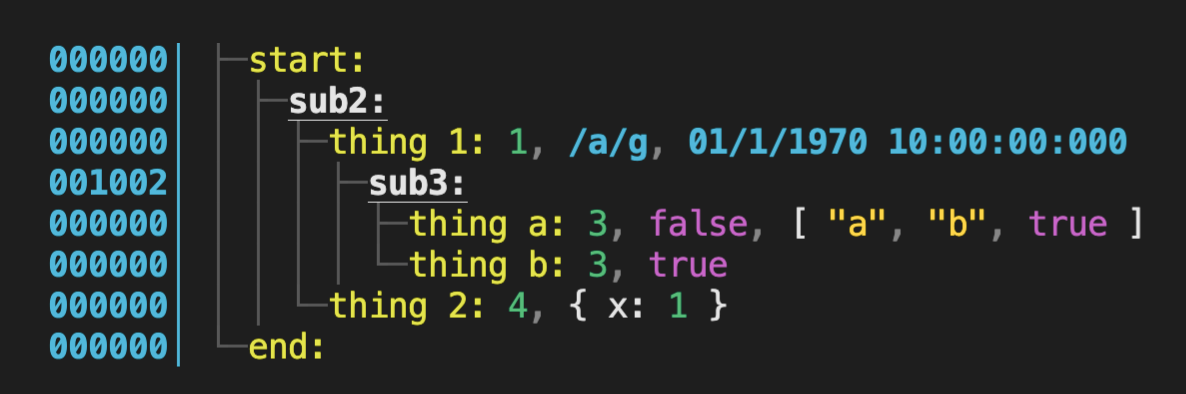 000000 start:
000000 sub2:
000000 thing 1: 1, /a/g, 01/1/1970 10:00:00:000
001002 sub3:
000000 thing a: 3, false, [ "a", "b", true ]
000000 thing b: 3, true
000000 thing 2: 4, { x: 1 }
000000 end: